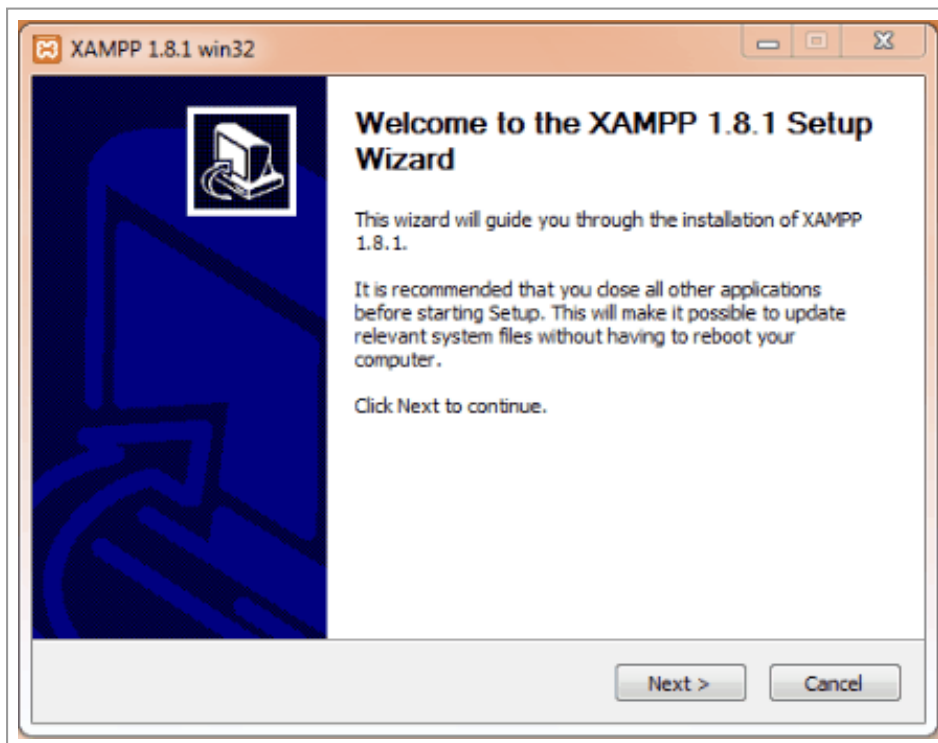 XAMPP 1.8.1 win32
Welcome to the XAMPP 1.8.1 Setup
Wizard
This wizard will guide you through the installation of XAMPP
1.8.1.
It is recommended that you close all other applications
before starting Setup. This will make it possible to update
relevant system files without having to reboot your
computer.
Click Next to continue.
Next >
Cancel